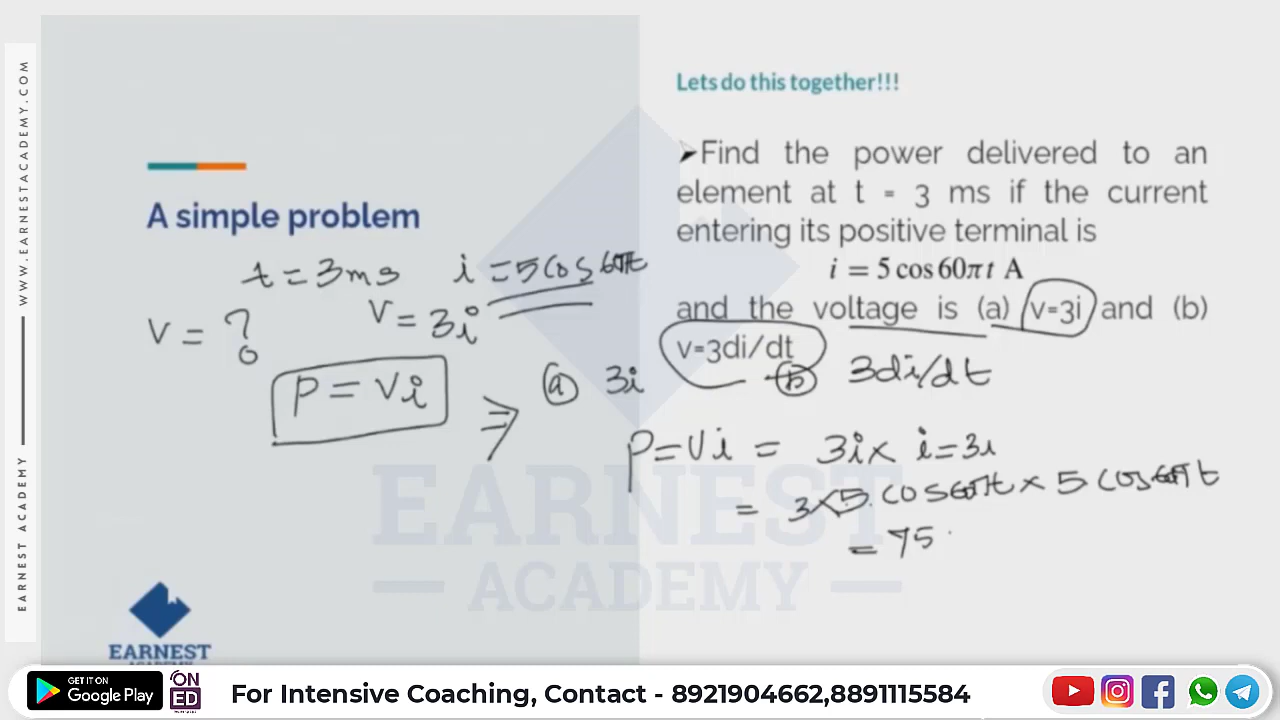 WWW.EARNESTACADEMY.COM
EARNEST ACADEMY
A simple problem
t = 3ms i = 5cos 60πt
v = ? v = 3i
P = Vi ⇒ (a) 3i
Lets do this together!!!
➤Find the power delivered to an
element at t = 3 ms if the current
entering its positive terminal is
i = 5 cos 60π t A
and the voltage is (a) v=3i and (b)
v=3di/dt
(b) 3di/dt
P = Vi = 3i × i = 3i
= 3×5. cos 60πt × 5 cos 60πt
= 75
EARNEST
ACADEMY
EARNEST
ACADEMY
GET IT ON
Google Play
ON
ED
For Intensive Coaching, Contact - 8921904662,8891115584